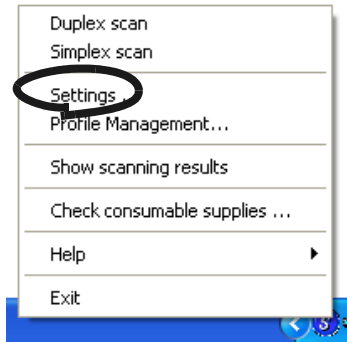 Duplex scan
Simplex scan
Settings .
Profile Management...
Show scanning results
Check consumable supplies ...
Help
Exit
S